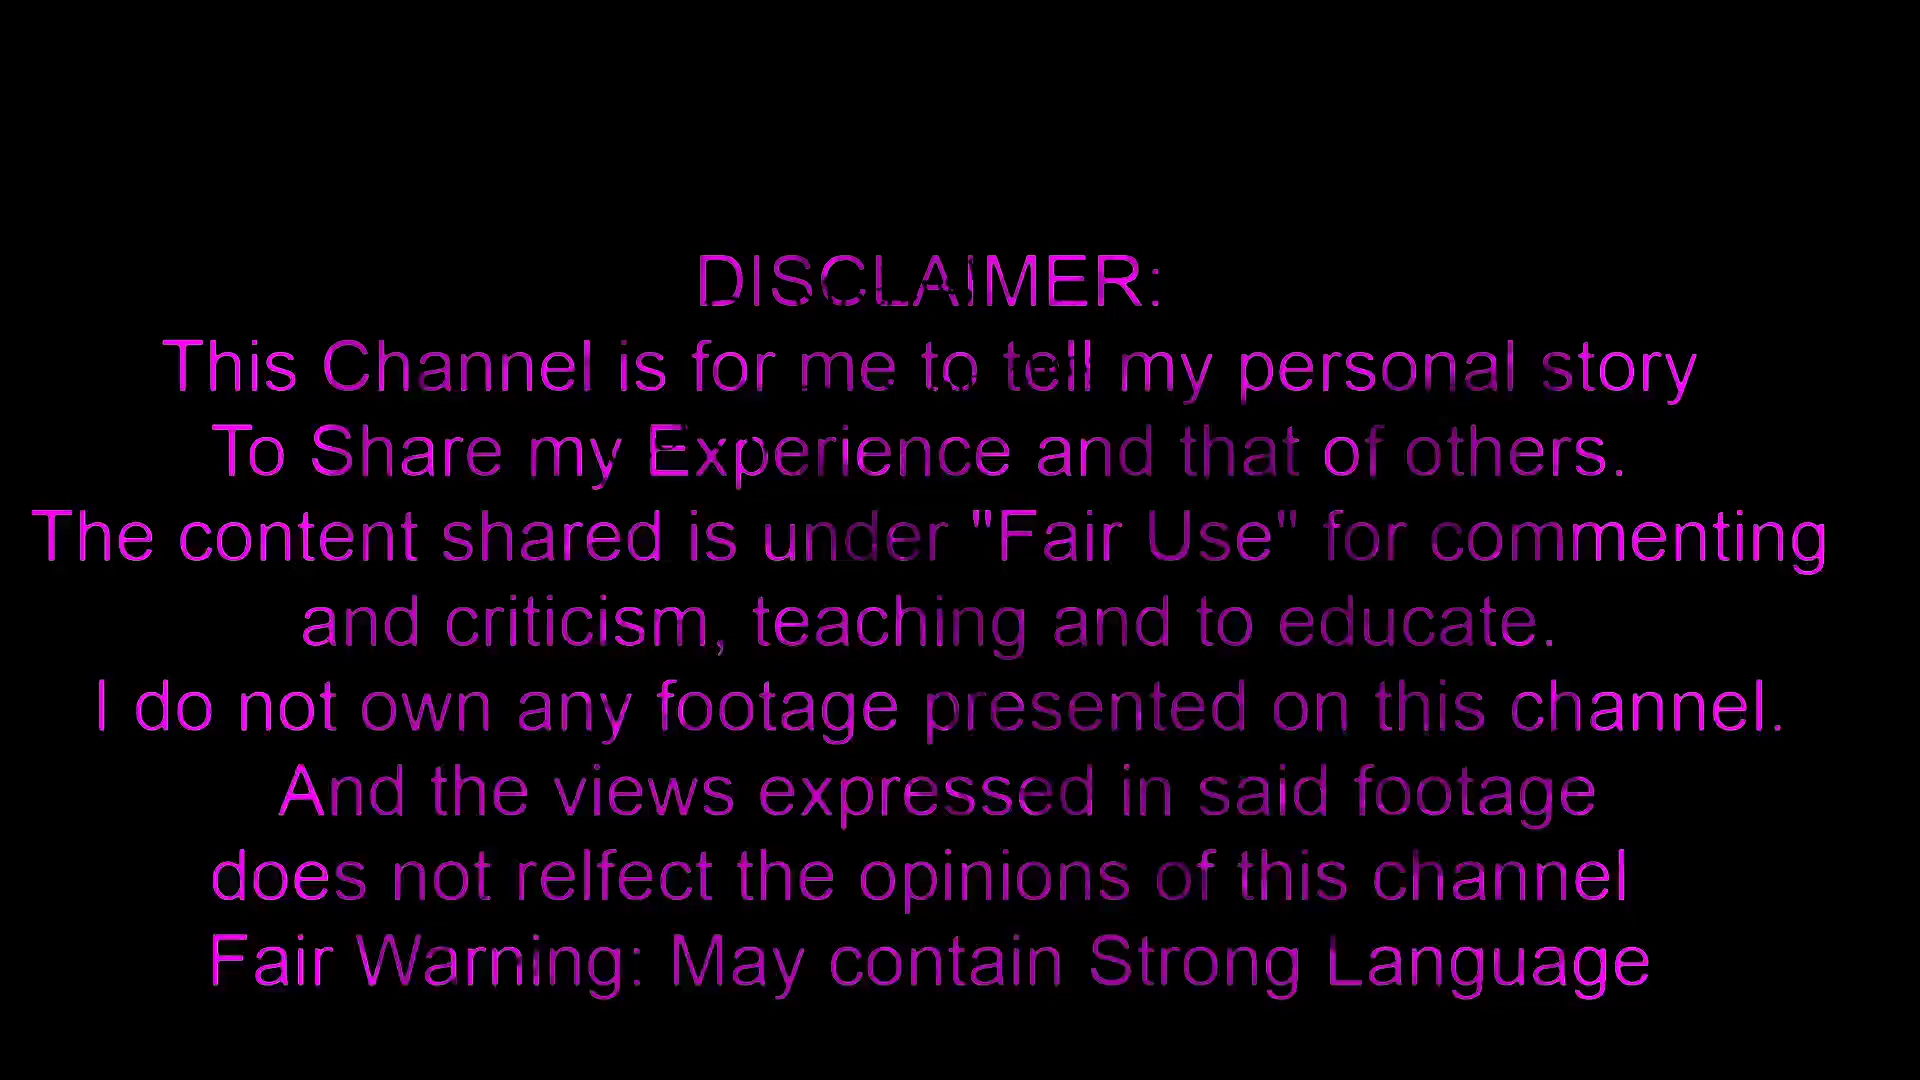 DISCLAIMER:
This Channel is for me to tell my personal story
To Share my Experience and that of others.
The content shared is under "Fair Use" for commenting
and criticism, teaching and to educate.
I do not own any footage presented on this channel.
And the views expressed in said footage
does not relfect the opinions of this channel
Fair Warning: May contain Strong Language